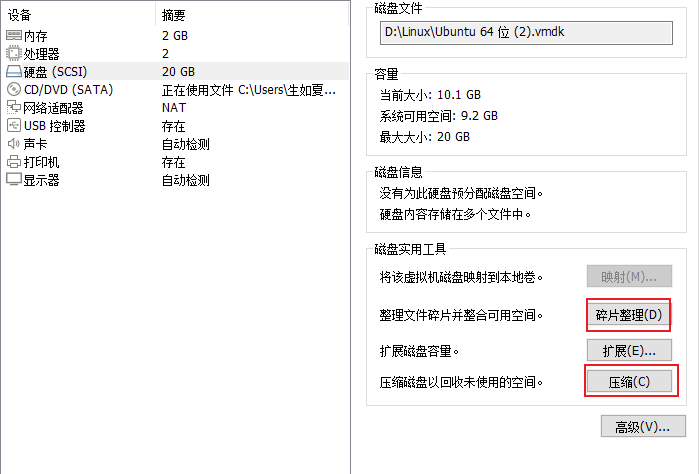 设备 摘要
内存 2 GB
处理器 2
硬盘 (SCSI) 20 GB
CD/DVD (SATA) 正在使用文件 C:\Users\生如夏...
网络适配器 NAT
USB 控制器 存在
声卡 自动检测
打印机 存在
显示器 自动检测
磁盘文件
D:\Linux\Ubuntu 64 位 (2).vmdk
容量
当前大小: 10.1 GB
系统可用空间: 9.2 GB
最大大小: 20 GB
磁盘信息
没有为此硬盘预分配磁盘空间。
硬盘内容存储在多个文件中。
磁盘实用工具
将该虚拟机磁盘映射到本地卷。 映射(M)...
整理文件碎片并整合可用空间。 碎片整理(D)
扩展磁盘容量。 扩展(E)...
压缩磁盘以回收未使用的空间。 压缩(C)
高级(V)...